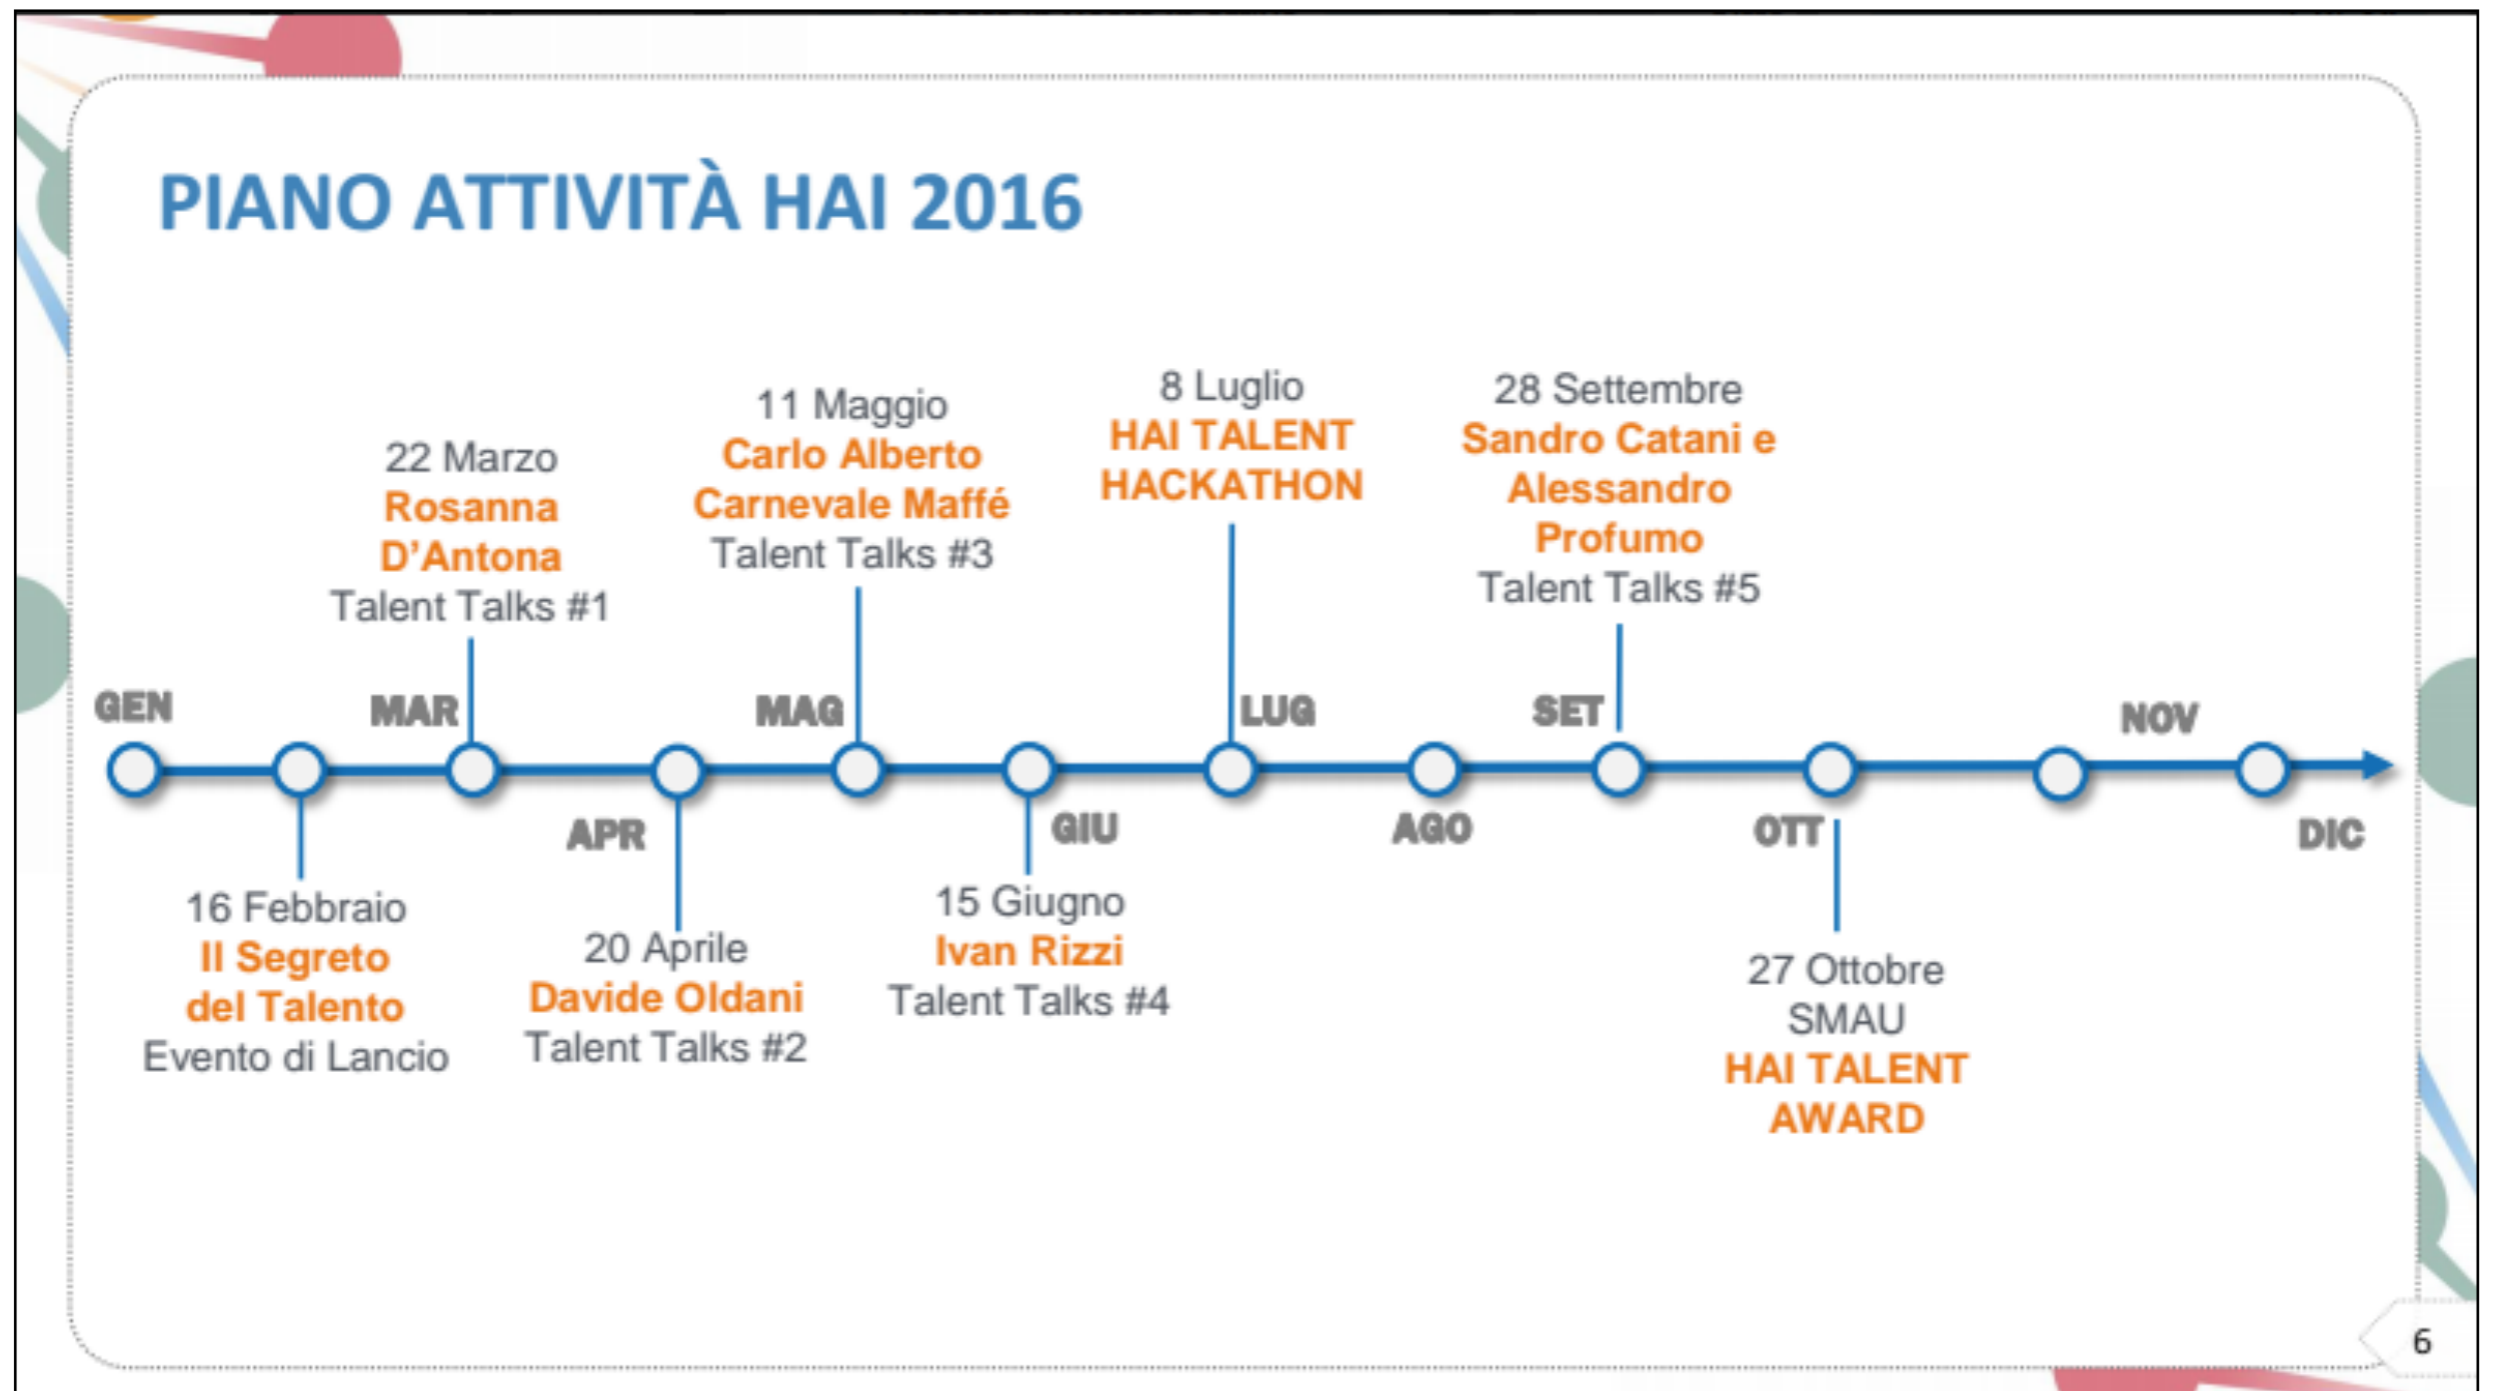 PIANO ATTIVITÀ HAI 2016
22 Marzo
Rosanna
D’Antona
Talent Talks #1
11 Maggio
Carlo Alberto
Carnevale Maffé
Talent Talks #3
8 Luglio
HAI TALENT
HACKATHON
28 Settembre
Sandro Catani e
Alessandro
Profumo
Talent Talks #5
GEN
MAR
MAG
LUG
SET
NOV
APR
GIU
AGO
OTT
DIC
16 Febbraio
Il Segreto
del Talento
Evento di Lancio
20 Aprile
Davide Oldani
Talent Talks #2
15 Giugno
Ivan Rizzi
Talent Talks #4
27 Ottobre
SMAU
HAI TALENT
AWARD
6